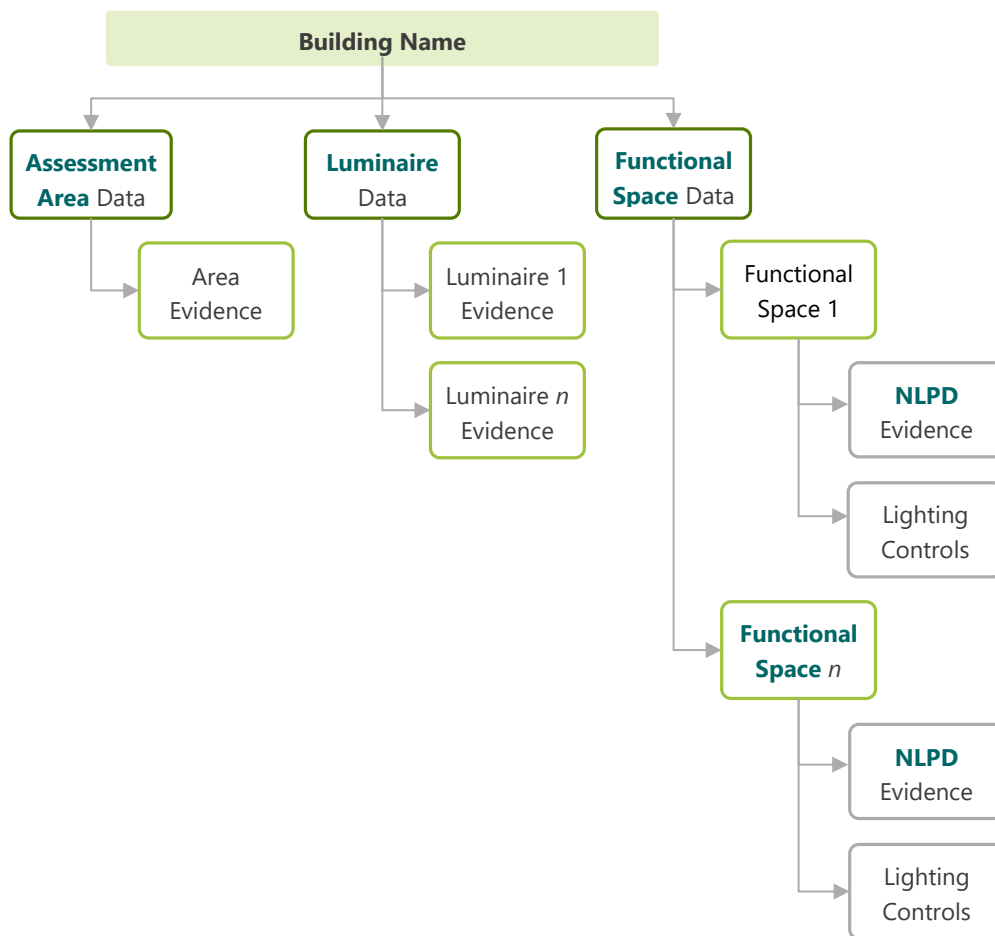 Building Name
Assessment
Area Data
Luminaire
Data
Functional
Space Data
Area
Evidence
Luminaire 1
Evidence
Luminaire n
Evidence
Functional
Space 1
NLPD
Evidence
Lighting
Controls
Functional
Space n
NLPD
Evidence
Lighting
Controls